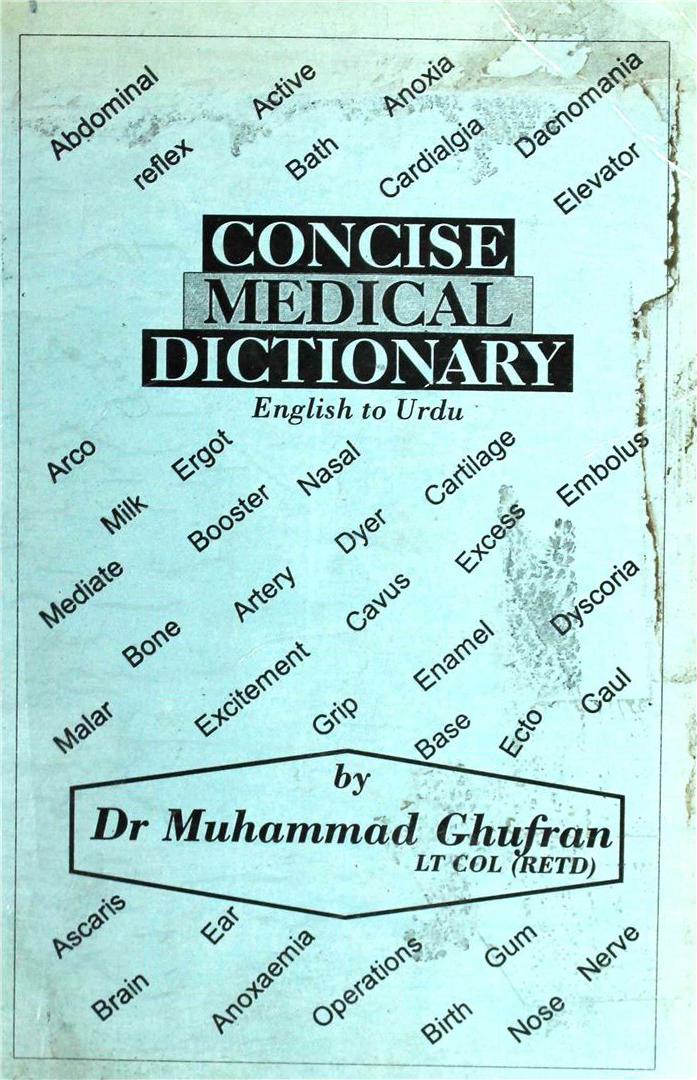 Abdominal
Active
Anoxia
Dacnomania
reflex
Bath
Cardialgia
Elevator
CONCISE
MEDICAL
DICTIONARY
English to Urdu
Arco
Ergot
Nasal
Cartilage
Embolus
Milk
Booster
Dyer
Excess
Mediate
Artery
Cavus
Dyscoria
Bone
Excitement
Enamel
Malar
Grip
Base
Ecto
Caul
by
Dr Muhammad Ghufran
LT COL (RETD)
Ascaris
Ear
Anoxaemia
Operations
Gum
Nerve
Brain
Birth
Nose